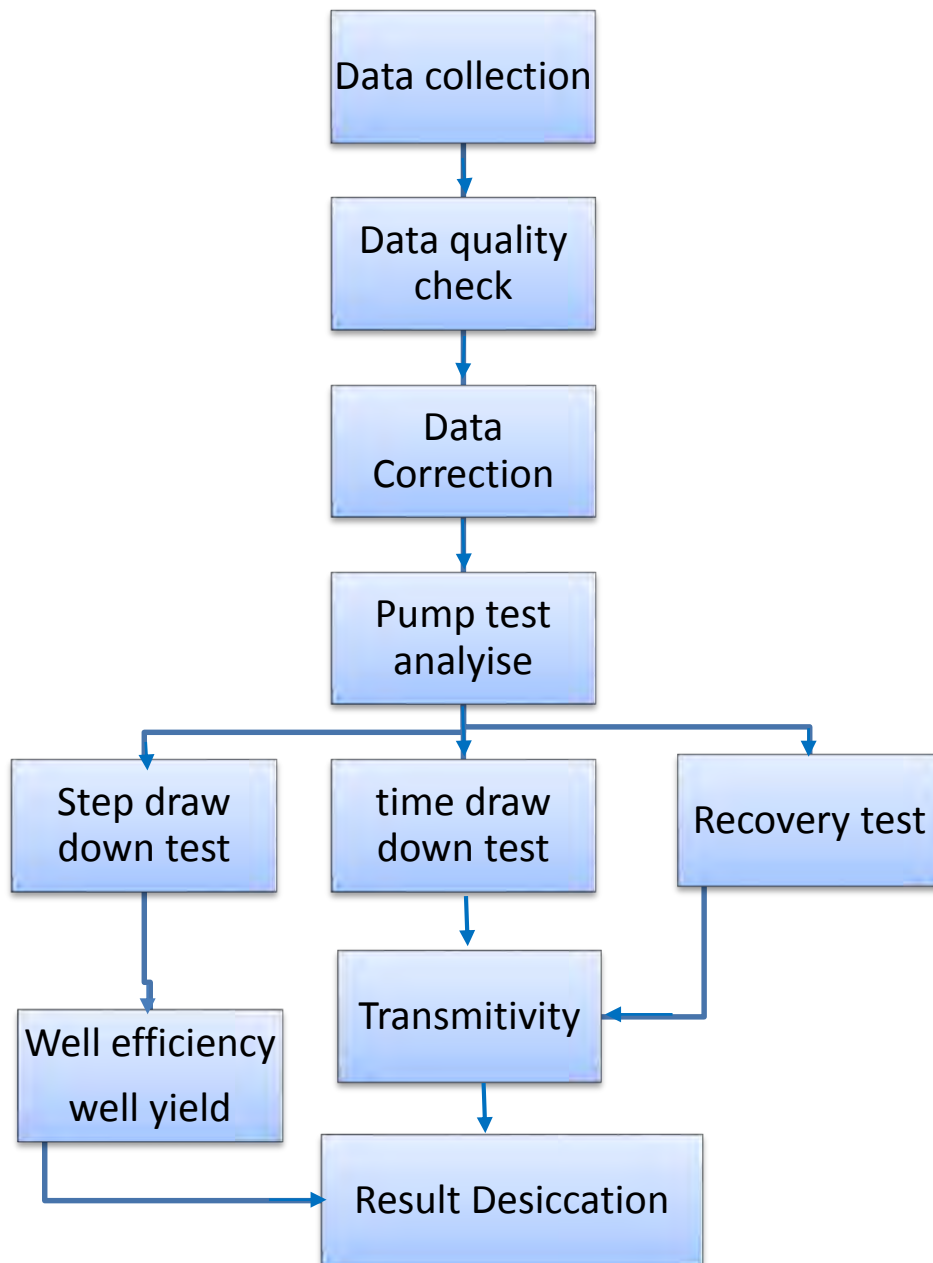 Data collection
Data quality
check
Data
Correction
Pump test
analyise
Step draw
down test
time draw
down test
Recovery test
Transmitivity
Well efficiency
well yield
Result Desiccation